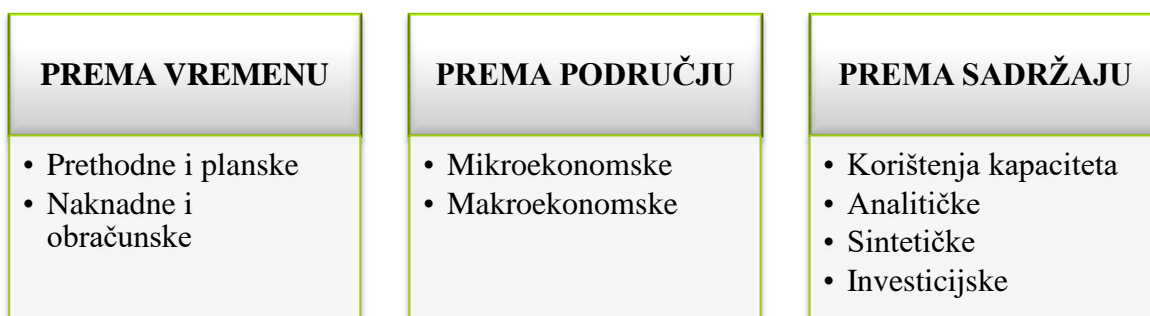 PREMA VREMENU
• Prethodne i planske
• Naknadne i
obračunske
PREMA PODRUČJU
• Mikroekonomske
• Makroekonomske
PREMA SADRŽAJU
• Korištenja kapaciteta
• Analitičke
• Sintetičke
• Investicijske